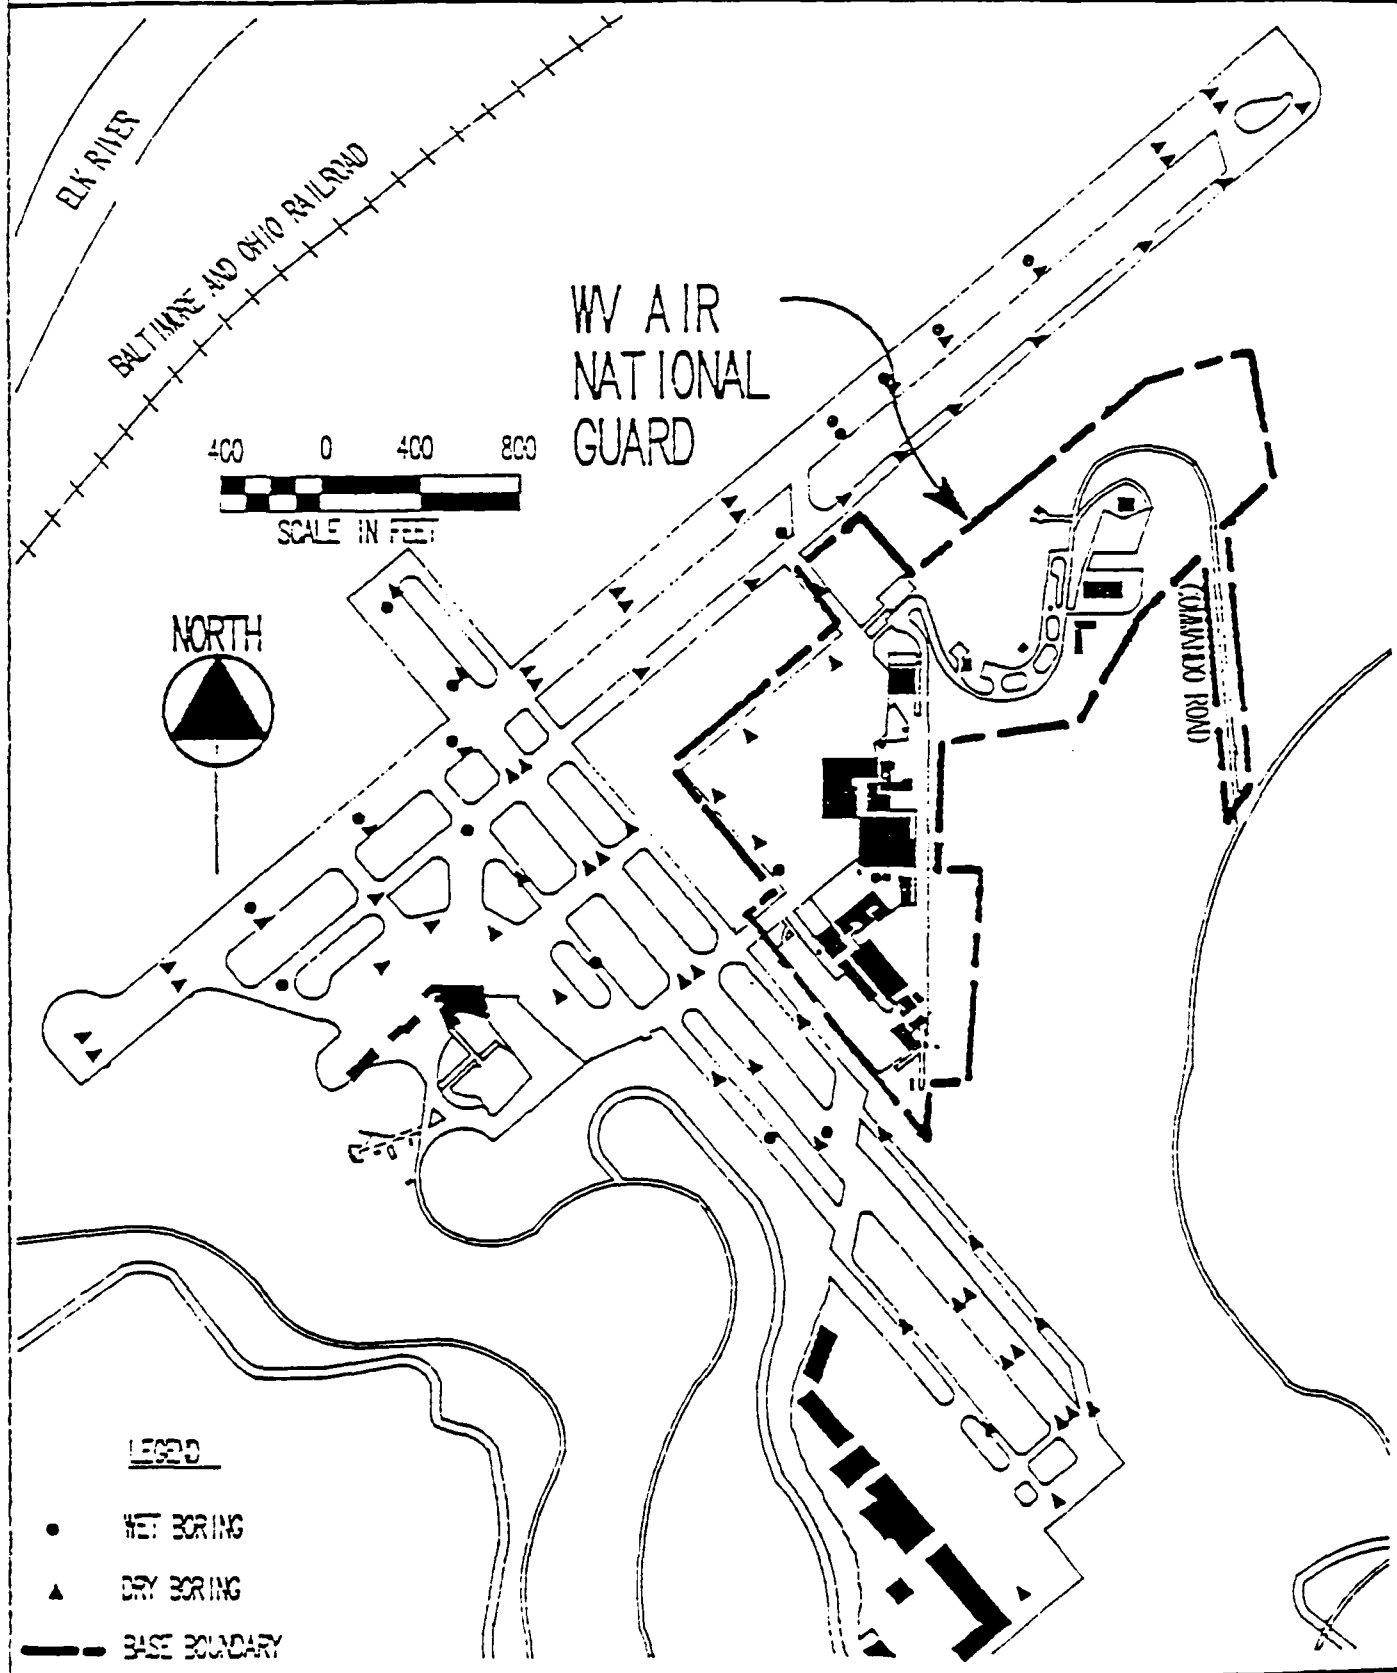 ELK RIVER
BALTIMORE AND OHIO RAILROAD
WV AIR
NATIONAL
GUARD
400 0 400 800
SCALE IN FEET
NORTH
COMMANDO ROAD
LEGEND
WET BORING
DRY BORING
BASE BOUNDARY